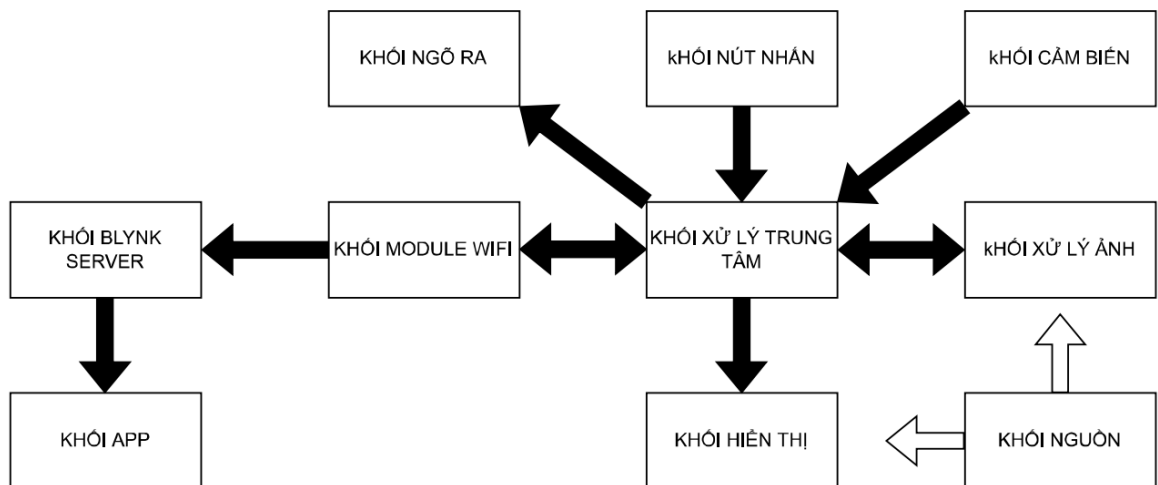 KHỐI NGÕ RA
kHỐI NÚT NHẤN
kHỐI CẢM BIẾN
KHỐI BLYNK
SERVER
KHỐI MODULE WIFI
KHỐI XỬ LÝ TRUNG
TÂM
kHỐI XỬ LÝ ẢNH
KHỐI APP
KHỐI HIỂN THỊ
KHỐI NGUỒN